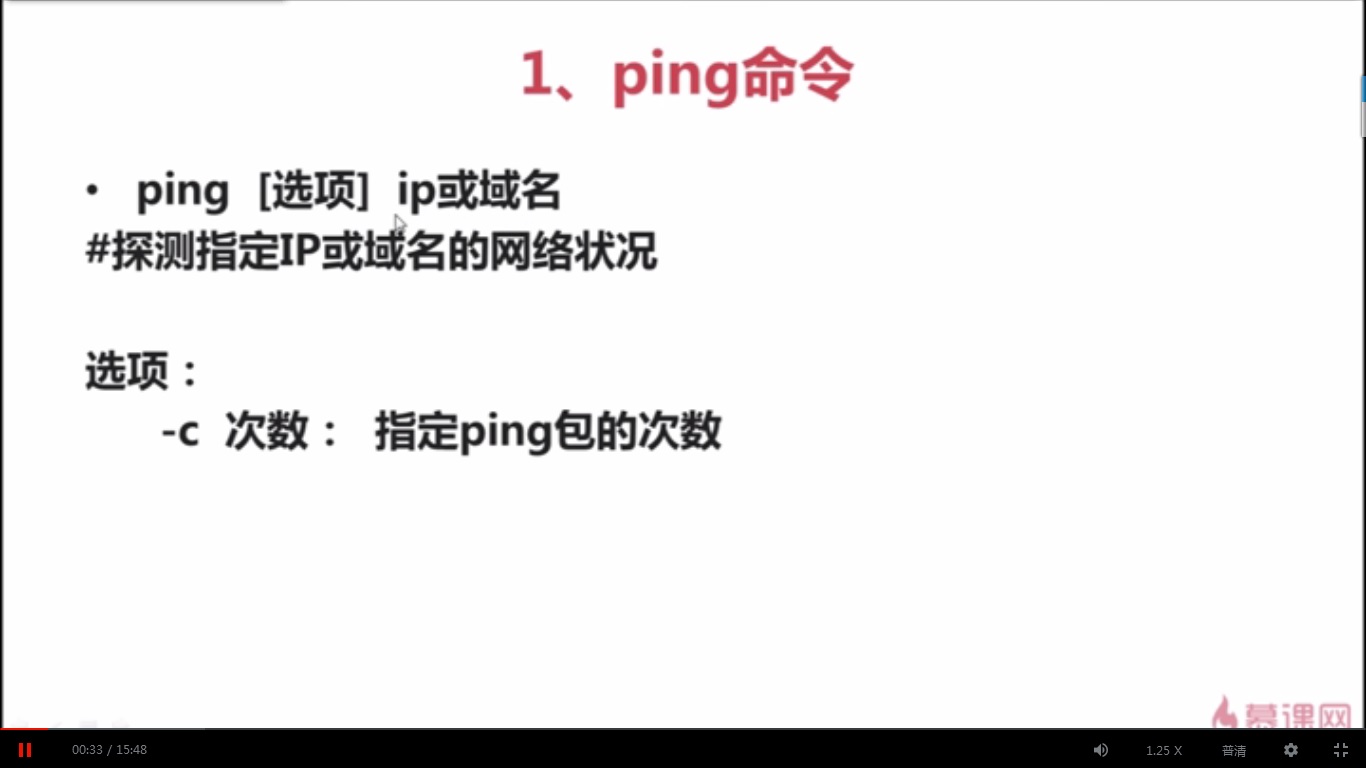 1、ping命令
• ping [选项] ip或域名
#探测指定IP或域名的网络状况
选项：
-c 次数： 指定ping包的次数
慕课网
00:33 / 15:48
1.25 X
普清